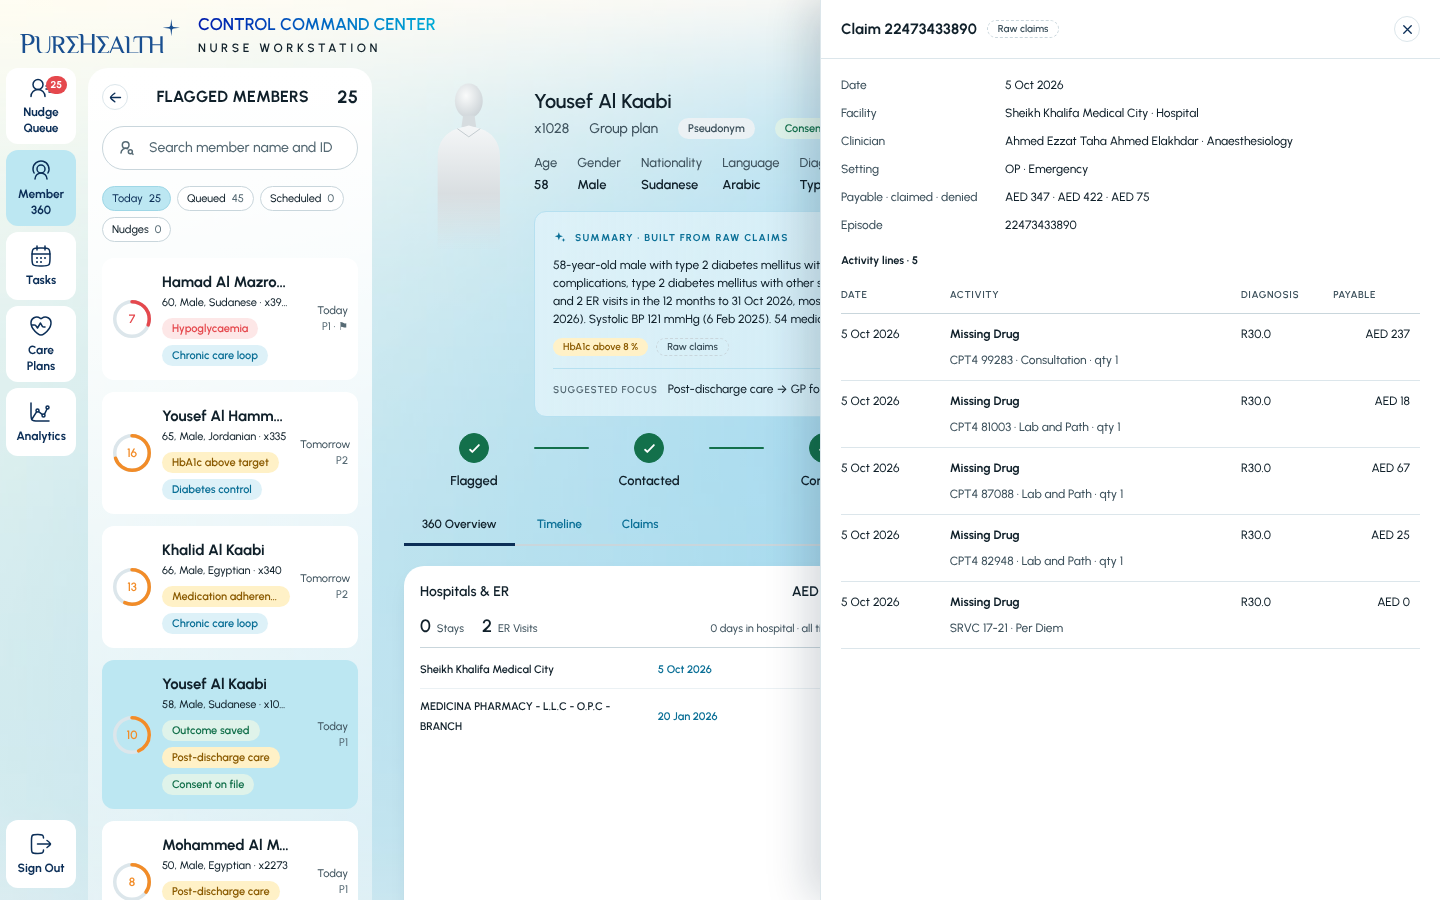 PUREHEALTH
CONTROL COMMAND CENTER
NURSE WORKSTATION
25
Nudge
Queue
Member
360
Tasks
Care
Plans
Analytics
Sign Out
FLAGGED MEMBERS 25
Search member name and ID
Today 25 Queued 45 Scheduled 0
Nudges 0
Hamad Al Mazro...
60, Male, Sudanese · x39...
7
Hypoglycaemia
Chronic care loop
Today
P1 ·
Yousef Al Hamm...
65, Male, Jordanian · x335
16
HbA1c above target
Diabetes control
Tomorrow
P2
Khalid Al Kaabi
66, Male, Egyptian · x340
13
Medication adheren...
Chronic care loop
Tomorrow
P2
Yousef Al Kaabi
58, Male, Sudanese · x10...
10
Outcome saved
Post-discharge care
Consent on file
Today
P1
Mohammed Al M...
50, Male, Egyptian · x2273
8
Post-discharge care
Today
P1
Yousef Al Kaabi
x1028 Group plan Pseudonym Consen
Age Gender Nationality Language Diag
58 Male Sudanese Arabic Typ
SUMMARY · BUILT FROM RAW CLAIMS
58-year-old male with type 2 diabetes mellitus wit
complications, type 2 diabetes mellitus with other s
and 2 ER visits in the 12 months to 31 Oct 2026, mos
2026). Systolic BP 121 mmHg (6 Feb 2025). 54 medic
HbA1c above 8 % Raw claims
SUGGESTED FOCUS Post-discharge care → GP fo
Flagged Contacted Con
360 Overview Timeline Claims
Hospitals & ER AED
0 Stays 2 ER Visits 0 days in hospital · all t
Sheikh Khalifa Medical City 5 Oct 2026
MEDICINA PHARMACY - L.L.C - O.P.C -
BRANCH
20 Jan 2026
Claim 22473433890 Raw claims
Date 5 Oct 2026
Facility Sheikh Khalifa Medical City · Hospital
Clinician Ahmed Ezzat Taha Ahmed Elakhdar · Anaesthesiology
Setting OP · Emergency
Payable · claimed · denied AED 347 · AED 422 · AED 75
Episode 22473433890
Activity lines · 5
DATE ACTIVITY DIAGNOSIS PAYABLE
5 Oct 2026 Missing Drug R30.0 AED 237
CPT4 99283 · Consultation · qty 1
5 Oct 2026 Missing Drug R30.0 AED 18
CPT4 81003 · Lab and Path · qty 1
5 Oct 2026 Missing Drug R30.0 AED 67
CPT4 87088 · Lab and Path · qty 1
5 Oct 2026 Missing Drug R30.0 AED 25
CPT4 82948 · Lab and Path · qty 1
5 Oct 2026 Missing Drug R30.0 AED 0
SRVC 17-21 · Per Diem